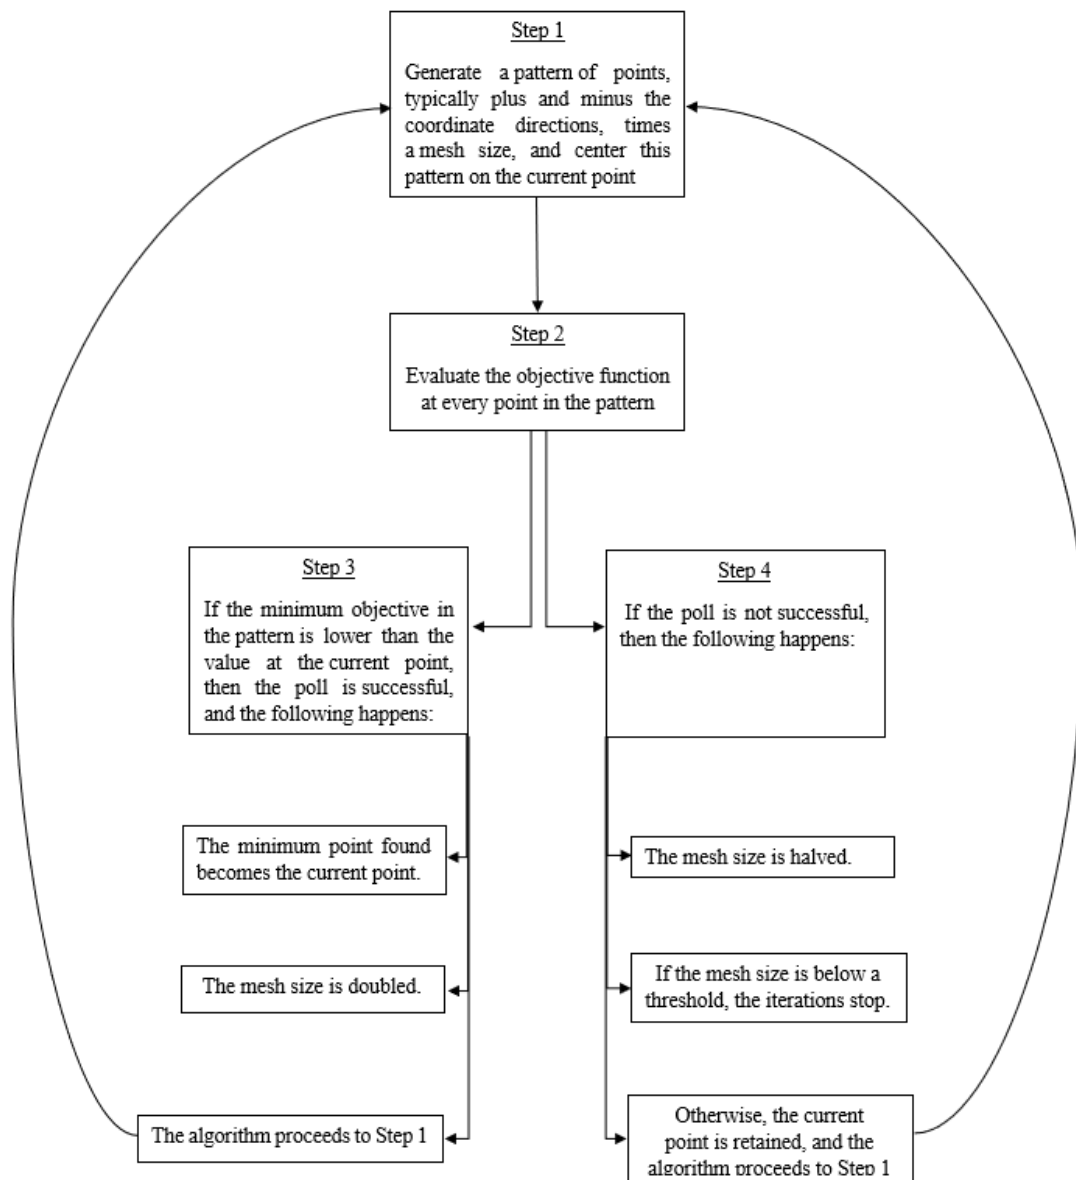 Step 1
Generate a pattern of points,
typically plus and minus the
coordinate directions, times
a mesh size, and center this
pattern on the current point
Step 2
Evaluate the objective function
at every point in the pattern
Step 3
If the minimum objective in
the pattern is lower than the
value at the current point,
then the poll is successful,
and the following happens:
Step 4
If the poll is not successful,
then the following happens:
The minimum point found
becomes the current point.
The mesh size is halved.
The mesh size is doubled.
If the mesh size is below a
threshold, the iterations stop.
The algorithm proceeds to Step 1
Otherwise, the current
point is retained, and the
algorithm proceeds to Step 1